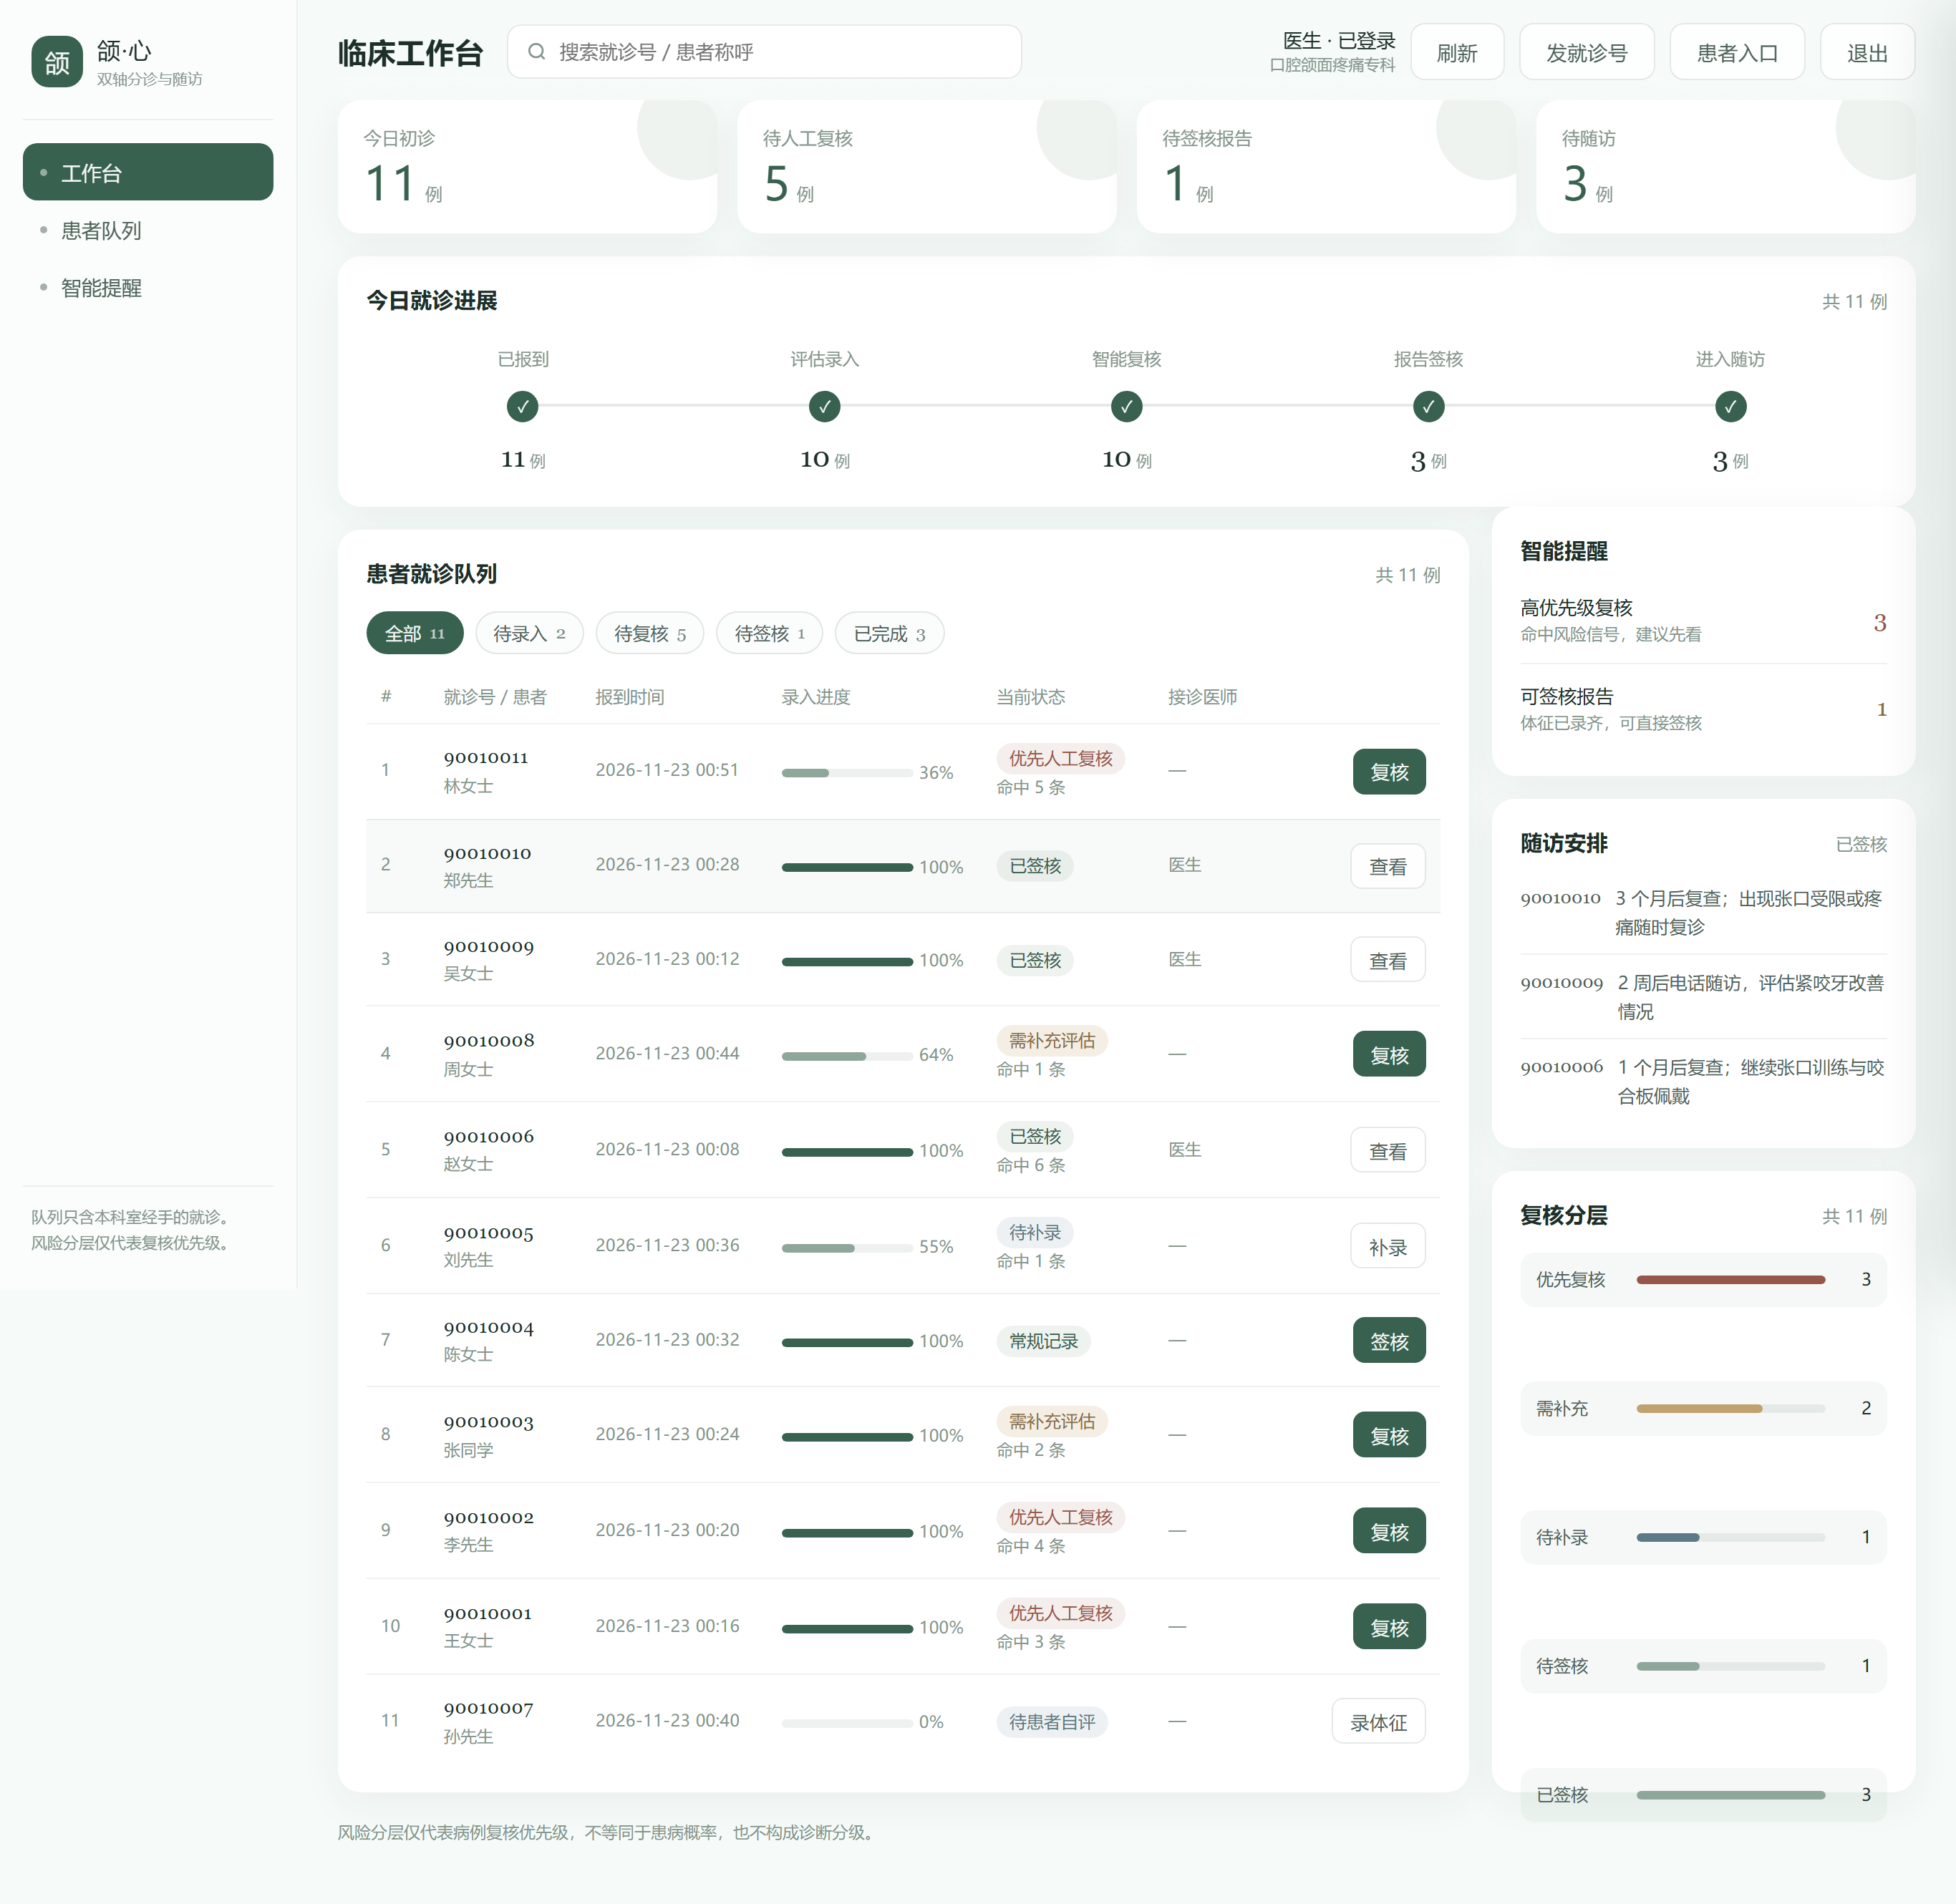 颌
颌·心
双轴分诊与随访
工作台
患者队列
智能提醒
队列只含本科室经手的就诊。
风险分层仅代表复核优先级。
临床工作台
搜索就诊号 / 患者称呼
医生 · 已登录
口腔颌面疼痛专科
刷新
发就诊号
患者入口
退出
今日初诊
11 例
待人工复核
5 例
待签核报告
1 例
待随访
3 例
今日就诊进展
共 11 例
已报到
评估录入
智能复核
报告签核
进入随访
11 例
10 例
10 例
3 例
3 例
患者就诊队列
共 11 例
全部 11
待录入 2
待复核 5
待签核 1
已完成 3
# 就诊号 / 患者 报到时间 录入进度 当前状态 接诊医师
1 90010011 林女士 2026-11-23 00:51 36% 优先人工复核 命中 5 条 — 复核
2 90010010 郑先生 2026-11-23 00:28 100% 已签核 医生 查看
3 90010009 吴女士 2026-11-23 00:12 100% 已签核 医生 查看
4 90010008 周女士 2026-11-23 00:44 64% 需补充评估 命中 1 条 — 复核
5 90010006 赵女士 2026-11-23 00:08 100% 已签核 命中 6 条 医生 查看
6 90010005 刘先生 2026-11-23 00:36 55% 待补录 命中 1 条 — 补录
7 90010004 陈女士 2026-11-23 00:32 100% 常规记录 — 签核
8 90010003 张同学 2026-11-23 00:24 100% 需补充评估 命中 2 条 — 复核
9 90010002 李先生 2026-11-23 00:20 100% 优先人工复核 命中 4 条 — 复核
10 90010001 王女士 2026-11-23 00:16 100% 优先人工复核 命中 3 条 — 复核
11 90010007 孙先生 2026-11-23 00:40 0% 待患者自评 — 录体征
智能提醒
高优先级复核
命中风险信号，建议先看
3
可签核报告
体征已录齐，可直接签核
1
随访安排
已签核
90010010 3 个月后复查；出现张口受限或疼
痛随时复诊
90010009 2 周后电话随访，评估紧咬牙改善
情况
90010006 1 个月后复查；继续张口训练与咬
合板佩戴
复核分层
共 11 例
优先复核 3
需补充 2
待补录 1
待签核 1
已签核 3
风险分层仅代表病例复核优先级，不等同于患病概率，也不构成诊断分级。